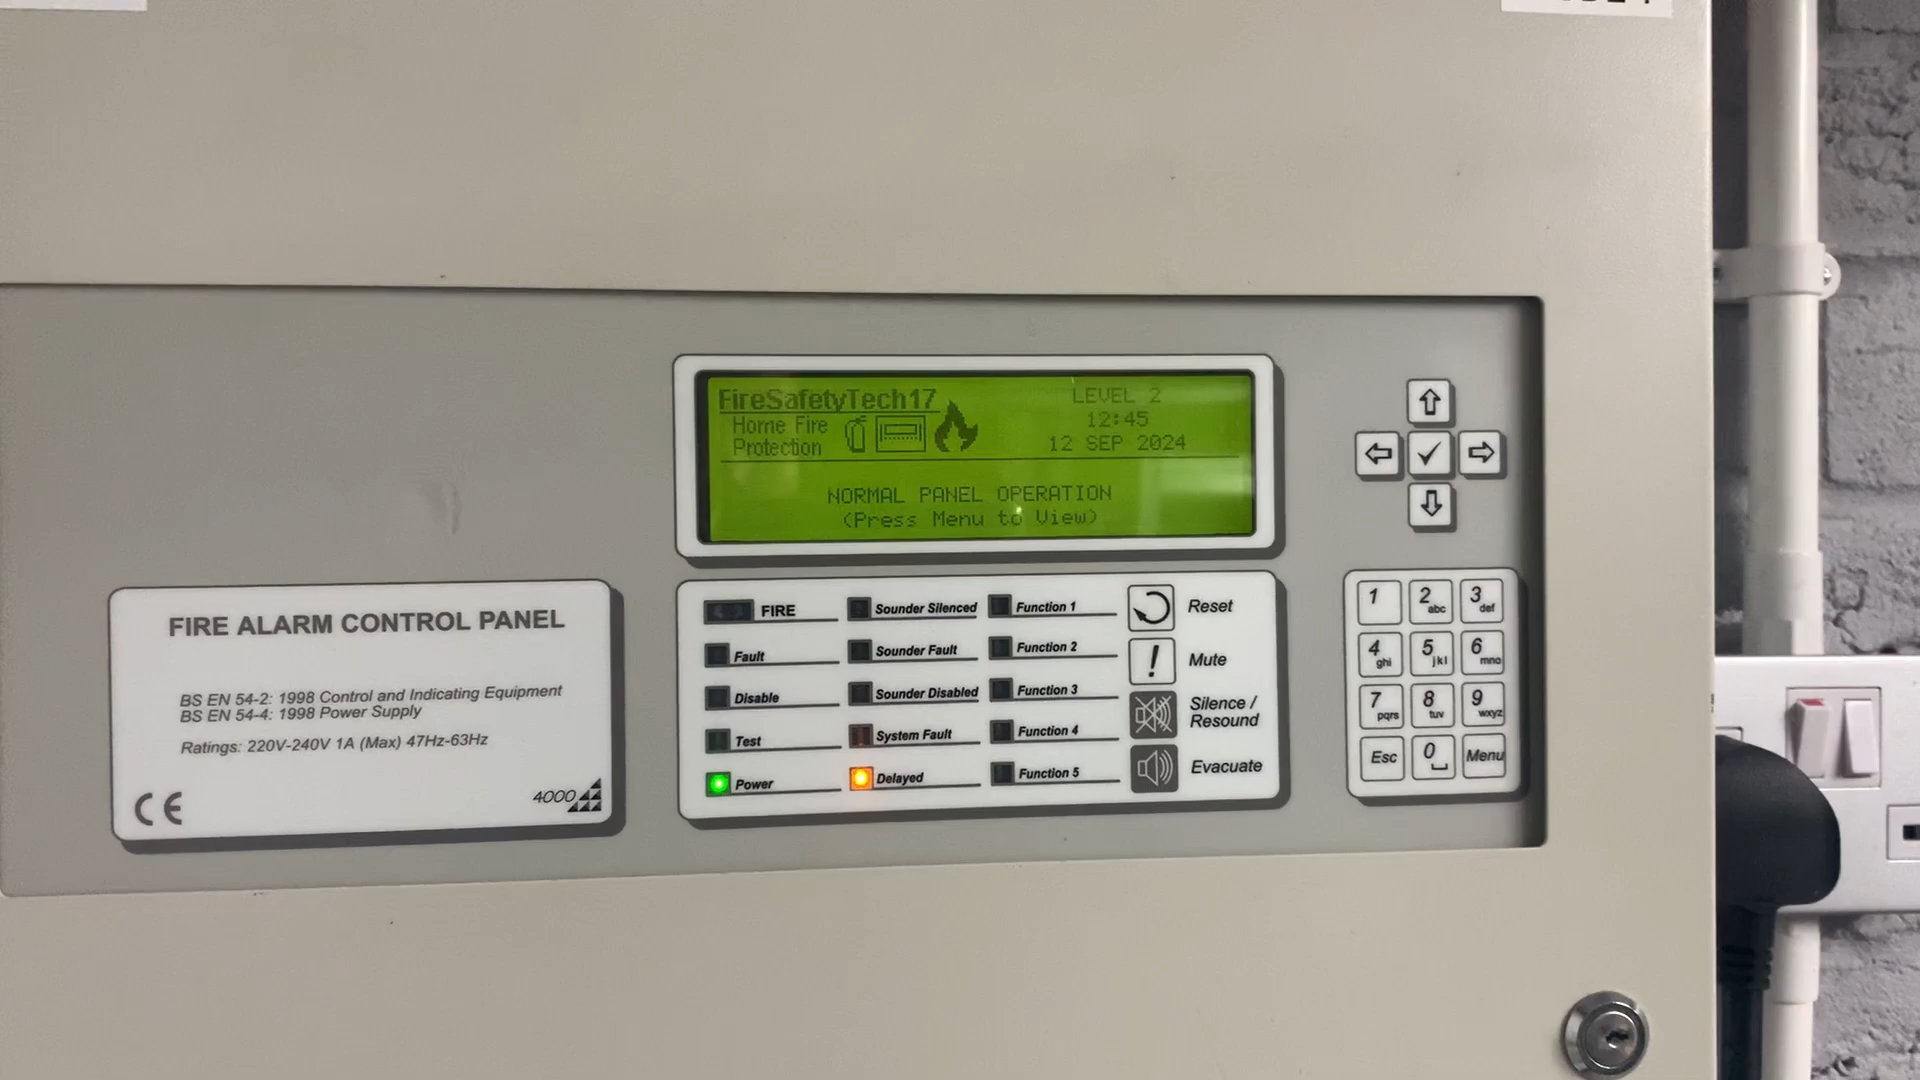 FireSafetyTech17
Home Fire
Protection
LEVEL 2
12:45
12 SEP 2024
NORMAL PANEL OPERATION
(Press Menu to View)
FIRE ALARM CONTROL PANEL
BS EN 54-2: 1998 Control and Indicating Equipment
BS EN 54-4: 1998 Power Supply
Ratings: 220V-240V 1A (Max) 47Hz-63Hz
CE
4000
FIRE
Fault
Disable
Test
Power
Sounder Silenced
Sounder Fault
Sounder Disabled
System Fault
Delayed
Function 1
Function 2
Function 3
Function 4
Function 5
Reset
! Mute
Silence /
Resound
Evacuate
1 2 abc 3 def
4 ghi 5 jkl 6 mno
7 pqrs 8 tuv 9 wxyz
Esc 0 Menu